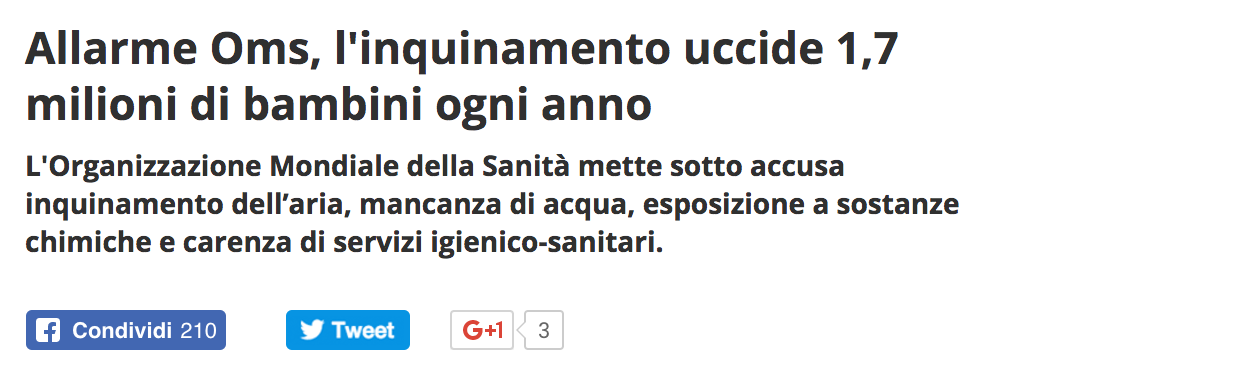 Allarme Oms, l'inquinamento uccide 1,7
milioni di bambini ogni anno
L'Organizzazione Mondiale della Sanità mette sotto accusa
inquinamento dell’aria, mancanza di acqua, esposizione a sostanze
chimiche e carenza di servizi igienico-sanitari.
Condividi 210 Tweet G+1 3